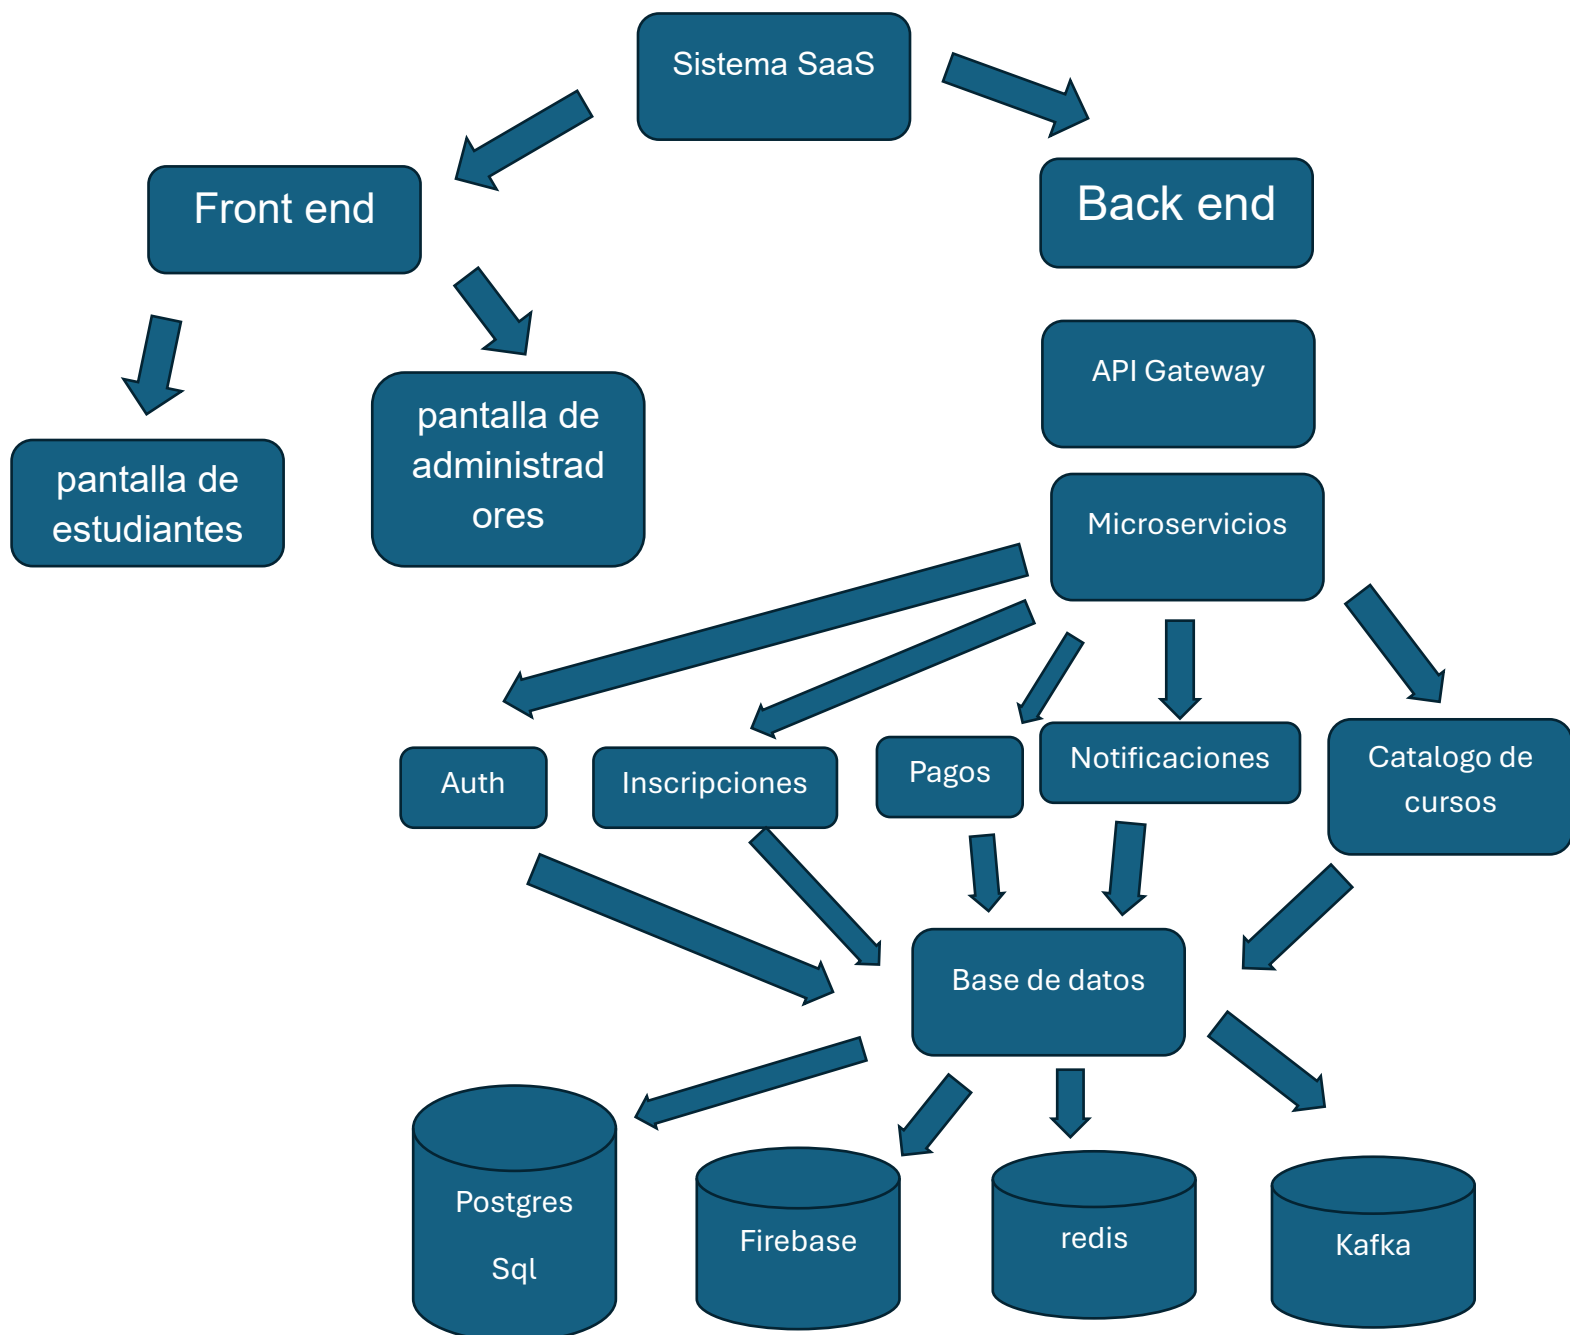 Sistema SaaS
Front end
Back end
API Gateway
pantalla de
administrad
ores
pantalla de
estudiantes
Microservicios
Auth
Inscripciones
Pagos
Notificaciones
Catalogo de
cursos
Base de datos
Postgres
Sql
Firebase
redis
Kafka